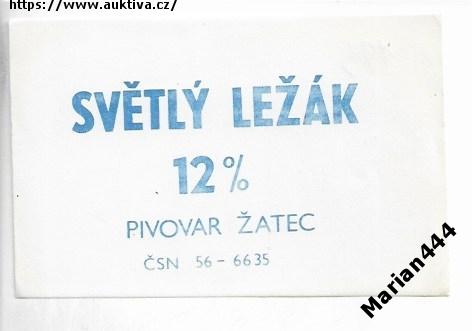 https://www.auktiva.cz/
SVĚTLÝ LEŽÁK
12%
PIVOVAR ŽATEC
ČSN 56-6635
Marian444